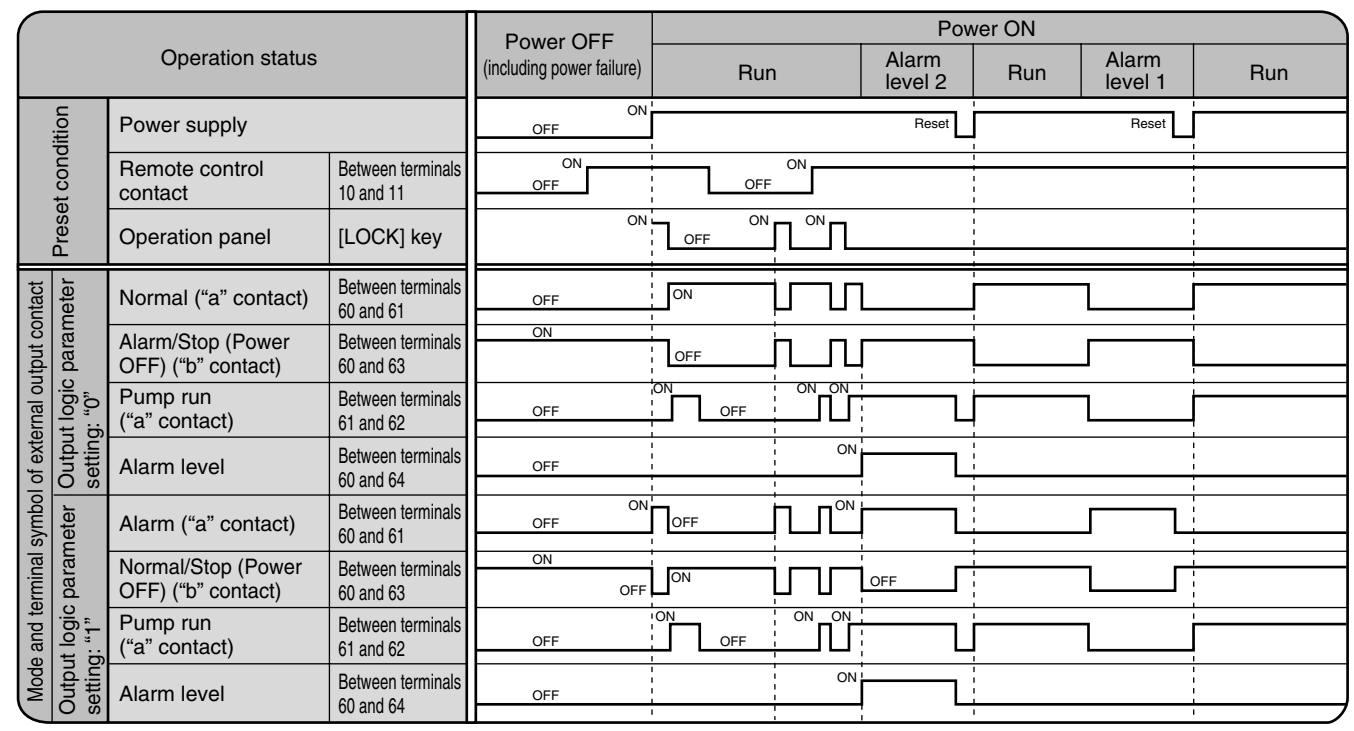 Operation status
Power OFF
(including power failure)
Power ON
Run
Alarm
level 2
Run
Alarm
level 1
Run
Preset condition
Power supply
OFF
ON
Reset
Reset
Remote control
contact
Between terminals
10 and 11
OFF
ON
OFF
ON
Operation panel
[LOCK] key
ON
OFF
ON
ON
Mode and terminal symbol of external output contact
Output logic parameter
setting: “0”
Normal (“a” contact)
Between terminals
60 and 61
OFF
ON
Alarm/Stop (Power
OFF) (“b” contact)
Between terminals
60 and 63
ON
OFF
Pump run
(“a” contact)
Between terminals
61 and 62
OFF
ON
OFF
ON
ON
Alarm level
Between terminals
60 and 64
OFF
ON
Output logic parameter
setting: “1”
Alarm (“a” contact)
Between terminals
60 and 61
OFF
ON
OFF
ON
Normal/Stop (Power
OFF) (“b” contact)
Between terminals
60 and 63
ON
OFF
ON
OFF
Pump run
(“a” contact)
Between terminals
61 and 62
OFF
ON
OFF
ON
ON
Alarm level
Between terminals
60 and 64
OFF
ON